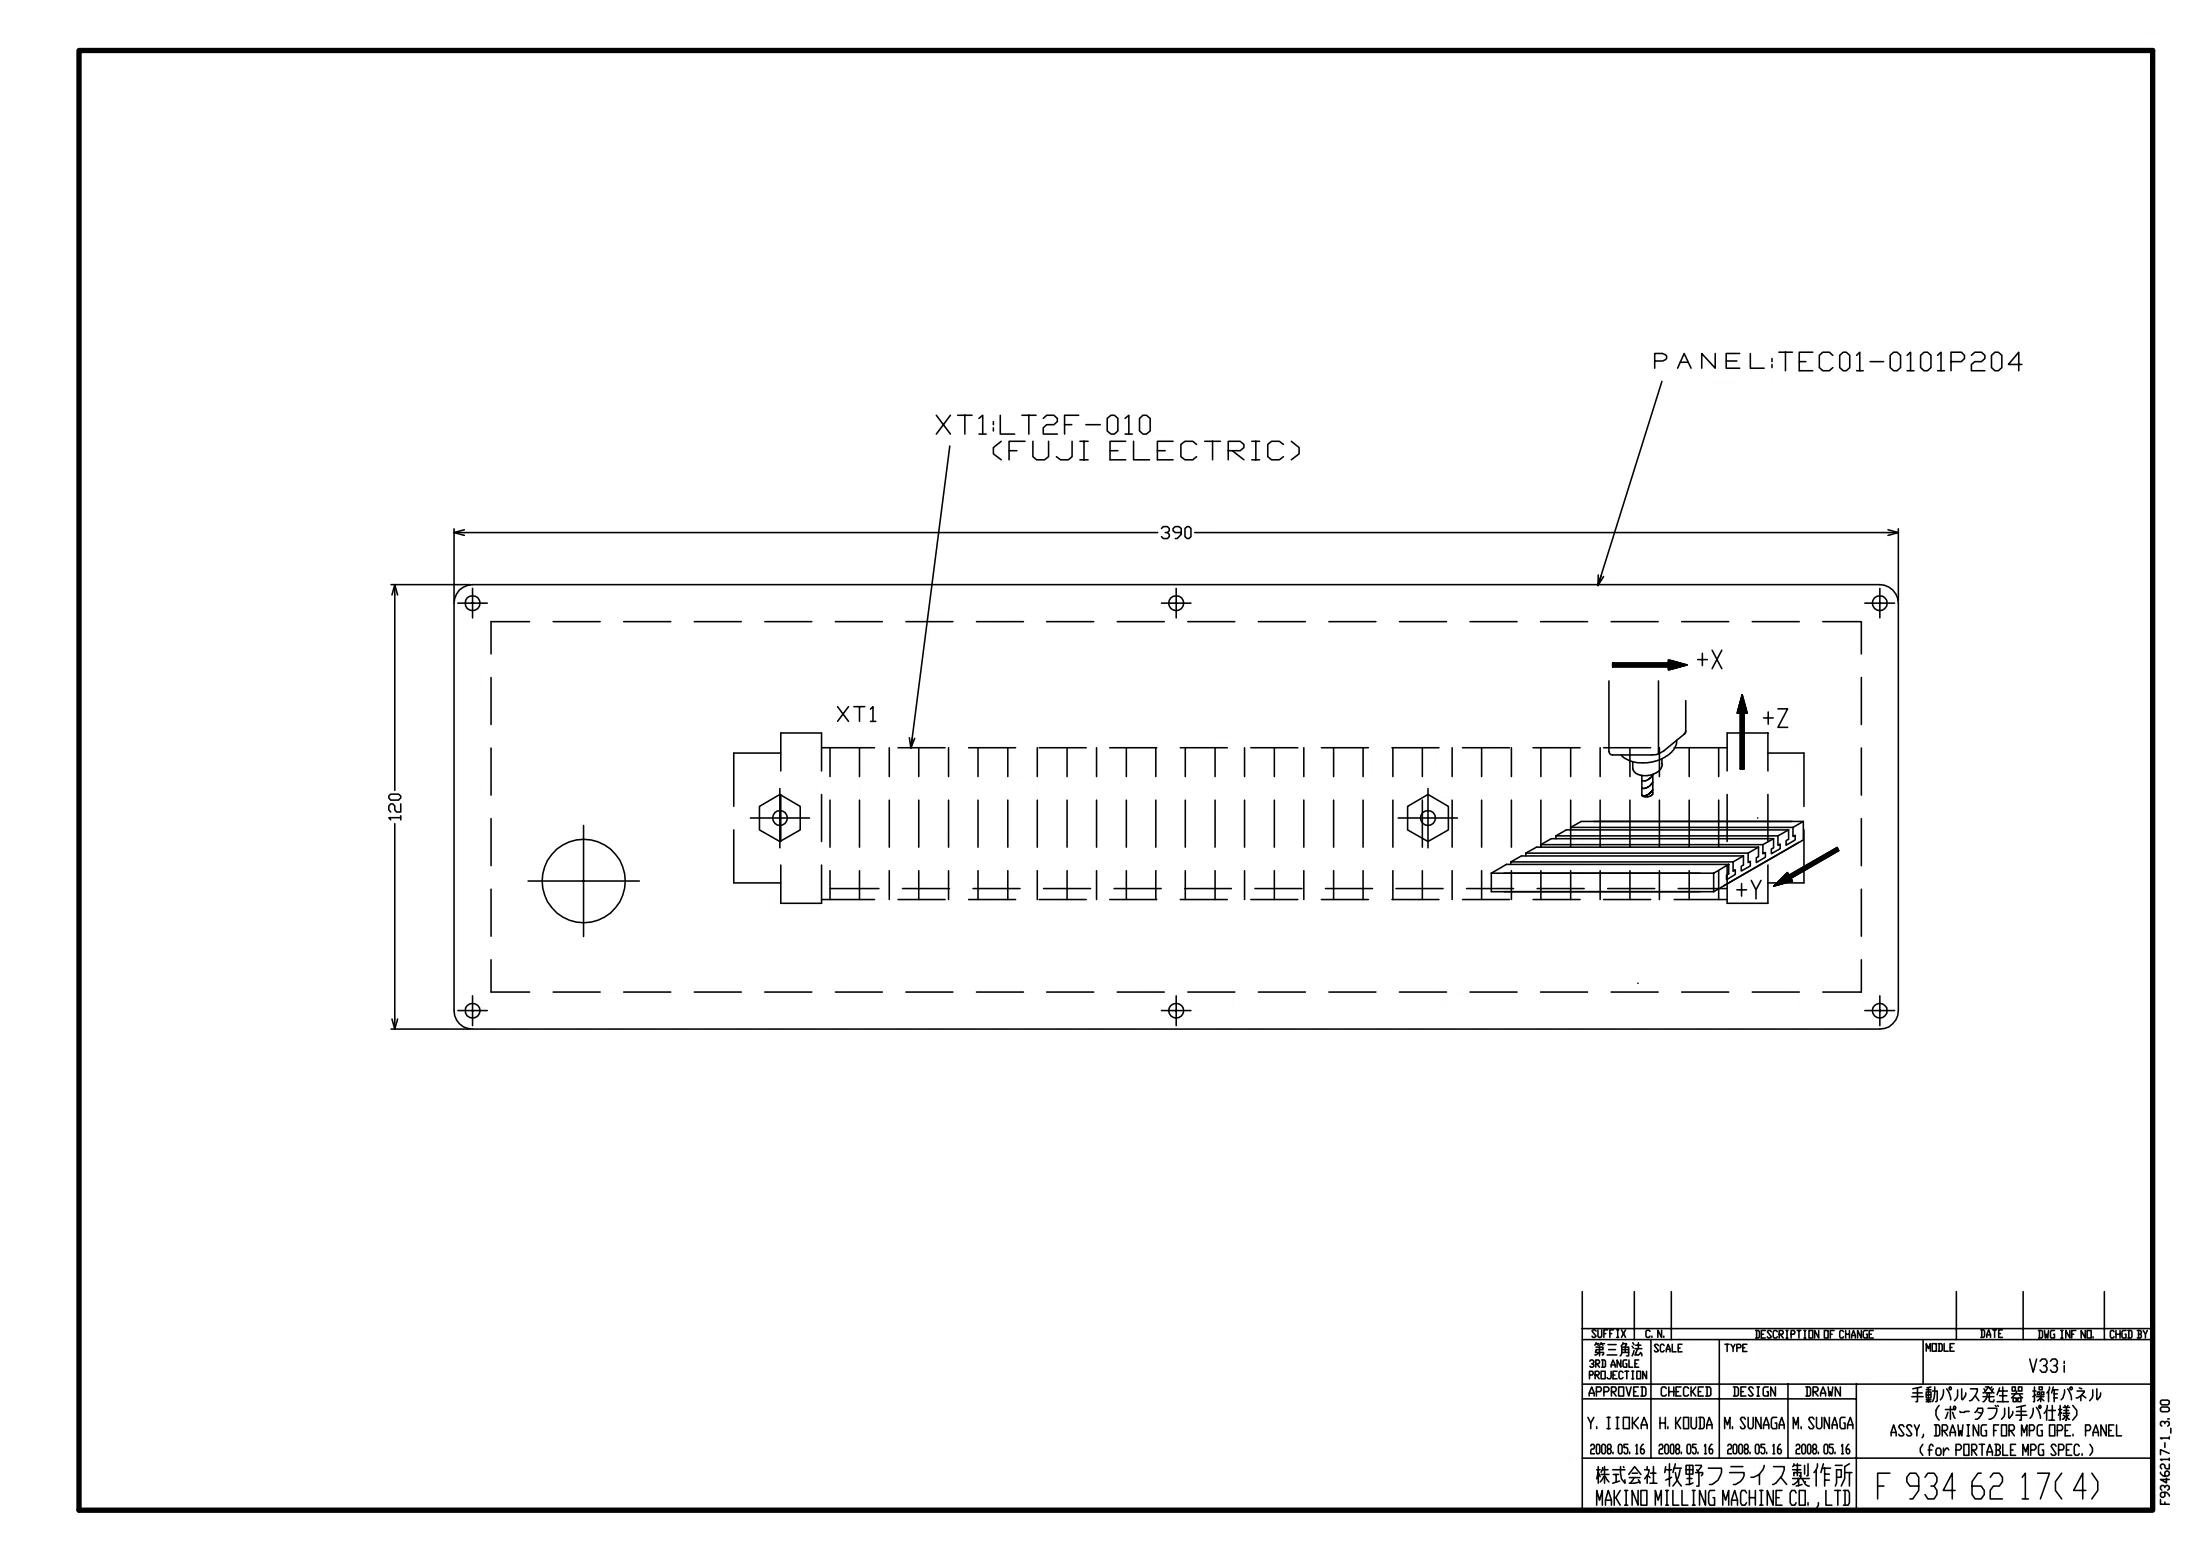 PANEL:TEC01-0101P204
XT1:LT2F-010
(FUJI ELECTRIC)
390
120
+X
XT1
+Z
+Y
SUFFIX C.N. DESCRIPTION OF CHANGE DATE DWG INF NO. CHGD BY
第三角法
3RD ANGLE
PROJECTION
SCALE
TYPE
MODLE
V33i
APPROVED CHECKED DESIGN DRAWN
Y. IIOKA H. KOUDA M. SUNAGA M. SUNAGA
2008.05.16 2008.05.16 2008.05.16 2008.05.16
手動パルス発生器 操作パネル
(ポータブル手パ仕様)
ASSY, DRAWING FOR MPG OPE. PANEL
(for PORTABLE MPG SPEC.)
株式会社 牧野フライス製作所
MAKINO MILLING MACHINE CO.,LTD
F 934 62 17(4)
F9346217-1_3.00